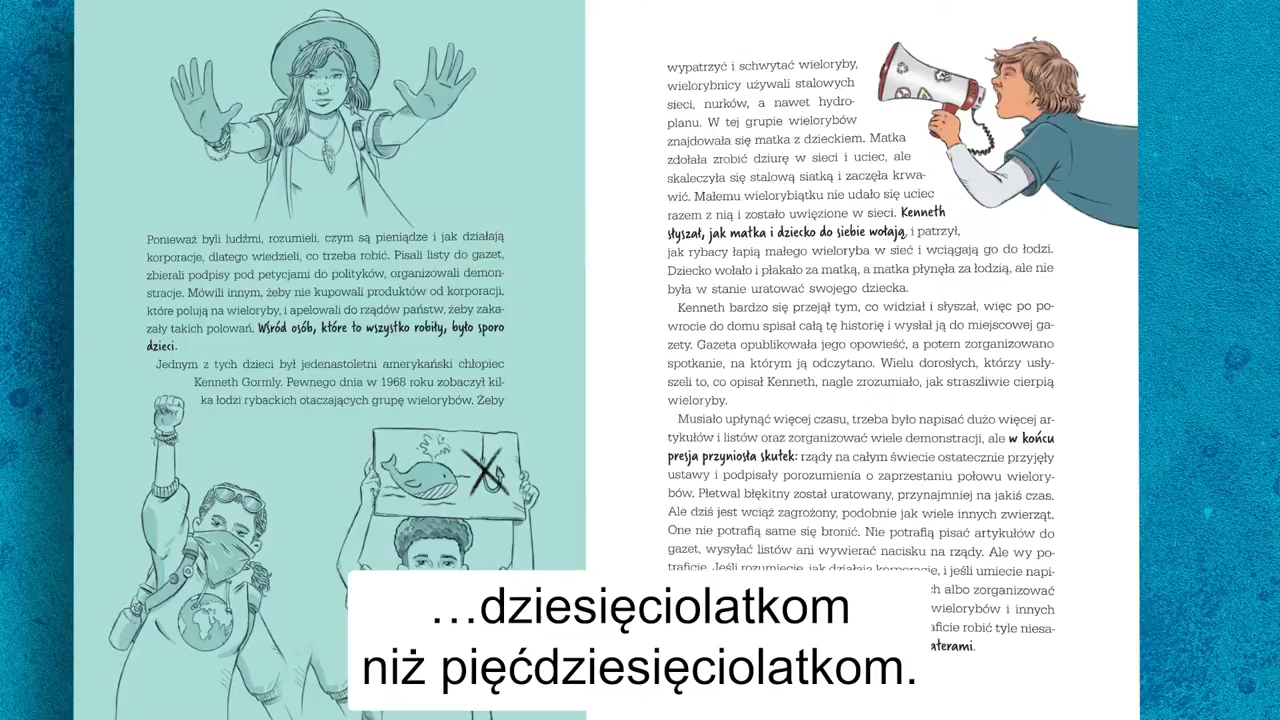 Ponieważ byli ludźmi, rozumieli, czym są pieniądze i jak działają
korporacje, dlatego wiedzieli, co trzeba robić. Pisali listy do gazet,
zbierali podpisy pod petycjami do polityków, organizowali demon-
stracje. Mówili innym, żeby nie kupowali produktów od korporacji,
które polują na wieloryby, i apelowali do rządów państw, żeby zaka-
zały takich polowań. Wśród osób, które to wszystko robiły, było sporo
dzieci.
Jednym z tych dzieci był jedenastoletni amerykański chłopiec
Kenneth Gormly. Pewnego dnia w 1968 roku zobaczył kil-
ka łodzi rybackich otaczających grupę wielorybów. Żeby
wypatrzyć i schwytać wieloryby,
wielorybnicy używali stalowych
sieci, nurków, a nawet hydro-
planu. W tej grupie wielorybów
znajdowała się matka z dzieckiem. Matka
zdołała zrobić dziurę w sieci i uciec, ale
skaleczyła się stalową siatką i zaczęła krwa-
wić. Małemu wielorybiątku nie udało się uciec
razem z nią i zostało uwięzione w sieci. Kenneth
słyszał, jak matka i dziecko do siebie wołają, i patrzył,
jak rybacy łapią małego wieloryba w sieć i wciągają go do łodzi.
Dziecko wołało i płakało za matką, a matka płynęła za łodzią, ale nie
była w stanie uratować swojego dziecka.
Kenneth bardzo się przejął tym, co widział i słyszał, więc po po-
wrocie do domu spisał całą tę historię i wysłał ją do miejscowej ga-
zety. Gazeta opublikowała jego opowieść, a potem zorganizowano
spotkanie, na którym ją odczytano. Wielu dorosłych, którzy usły-
szeli to, co opisał Kenneth, nagle zrozumiało, jak straszliwie cierpią
wieloryby.
Musiało upłynąć więcej czasu, trzeba było napisać dużo więcej ar-
tykułów i listów oraz zorganizować wiele demonstracji, ale w końcu
presja przyniosła skutek: rządy na całym świecie ostatecznie przyjęły
ustawy i podpisały porozumienia o zaprzestaniu połowu wielory-
bów. Płetwal błękitny został uratowany, przynajmniej na jakiś czas.
Ale dziś jest wciąż zagrożony, podobnie jak wiele innych zwierząt.
One nie potrafią same się bronić. Nie potrafią pisać artykułów do
gazet, wysyłać listów ani wywierać nacisku na rządy. Ale wy po-
traficie. Jeśli rozumiecie, jak działają korporacje, i jeśli umiecie napi-
albo zorganizować
wielorybów i innych
robić tyle niesa-
…dziesięciolatkom
niż pięćdziesięciolatkom.